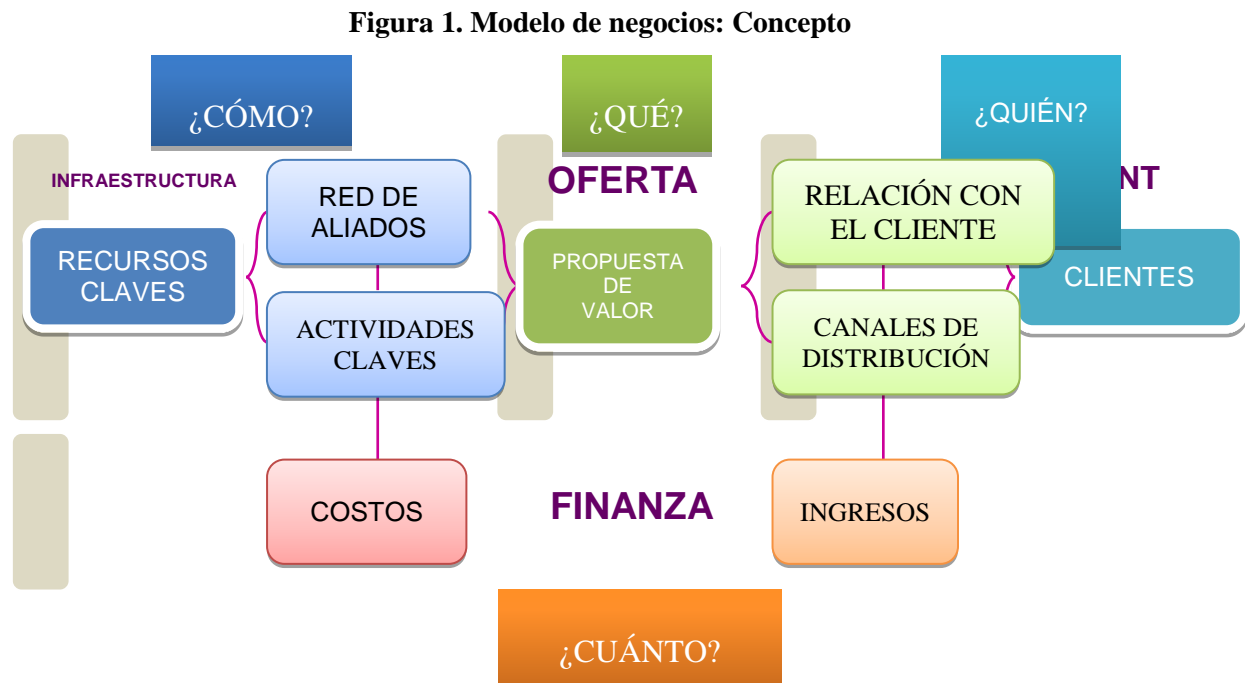 Figura 1. Modelo de negocios: Concepto
¿CÓMO?
¿QUÉ?
¿QUIÉN?
INFRAESTRUCTURA
OFERTA
NT
RECURSOS
CLAVES
RED DE
ALIADOS
ACTIVIDADES
CLAVES
PROPUESTA
DE
VALOR
RELACIÓN CON
EL CLIENTE
CANALES DE
DISTRIBUCIÓN
CLIENTES
COSTOS
FINANZA
INGRESOS
¿CUÁNTO?